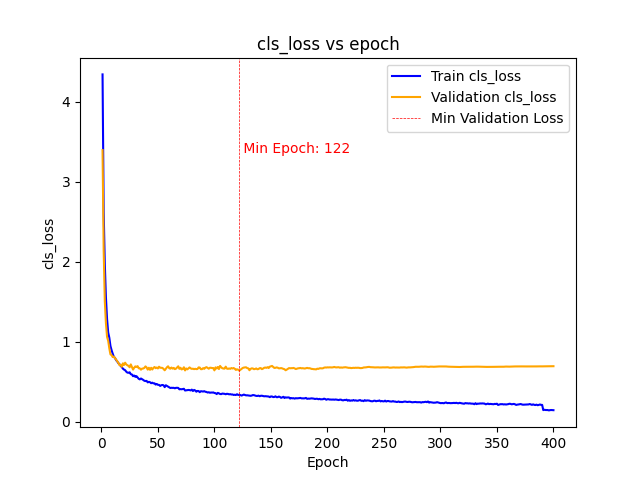 cls_loss vs epoch
Train cls_loss
Validation cls_loss
Min Validation Loss
Min Epoch: 122
cls_loss
4
3
2
1
0
0
50
100
150
200
250
300
350
400
Epoch